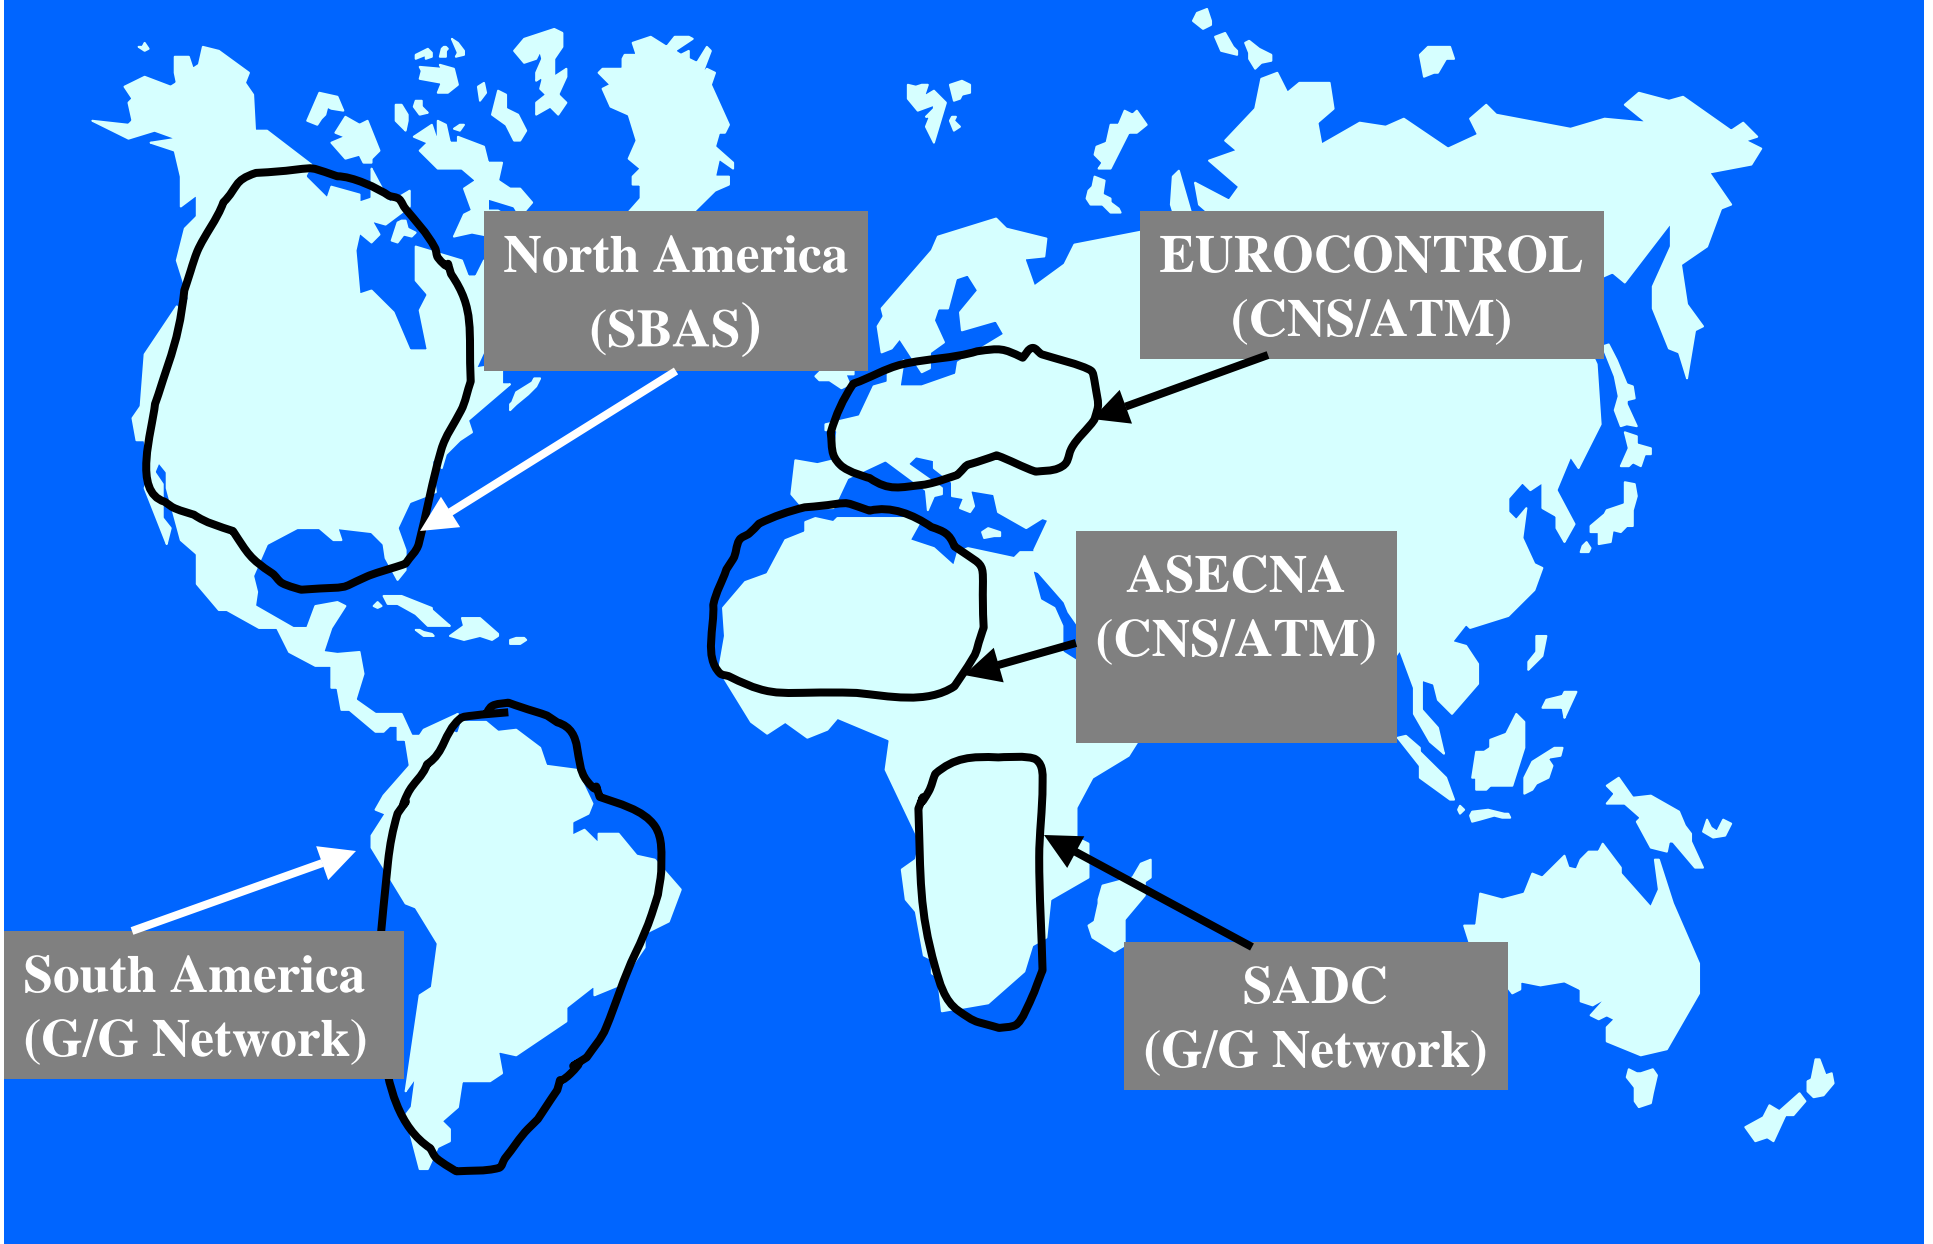 North America
(SBAS)
EUROCONTROL
(CNS/ATM)
ASECNA
(CNS/ATM)
South America
(G/G Network)
SADC
(G/G Network)